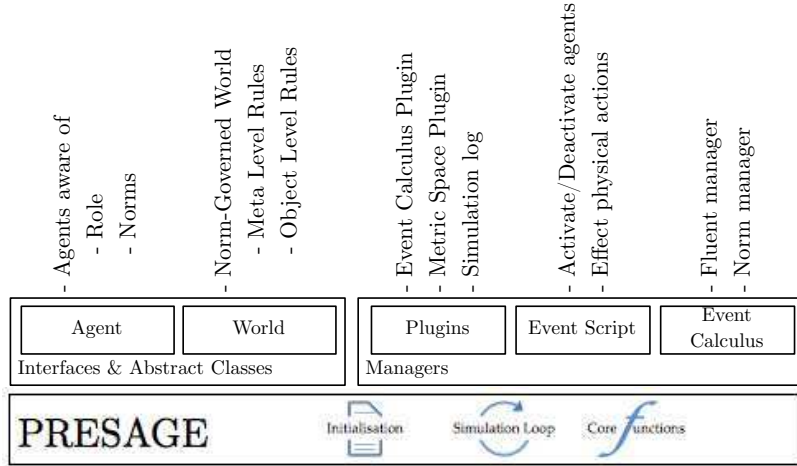 - Agents aware of
- Role
- Norms
- Norm-Governed World
- Meta Level Rules
- Object Level Rules
- Event Calculus Plugin
- Metric Space Plugin
- Simulation log
- Activate/Deactivate agents
- Effect physical actions
- Fluent manager
- Norm manager
Agent
World
Plugins
Event Script
Event
Calculus
Interfaces & Abstract Classes
Managers
PRESAGE
Initialisation
Simulation Loop
Core functions